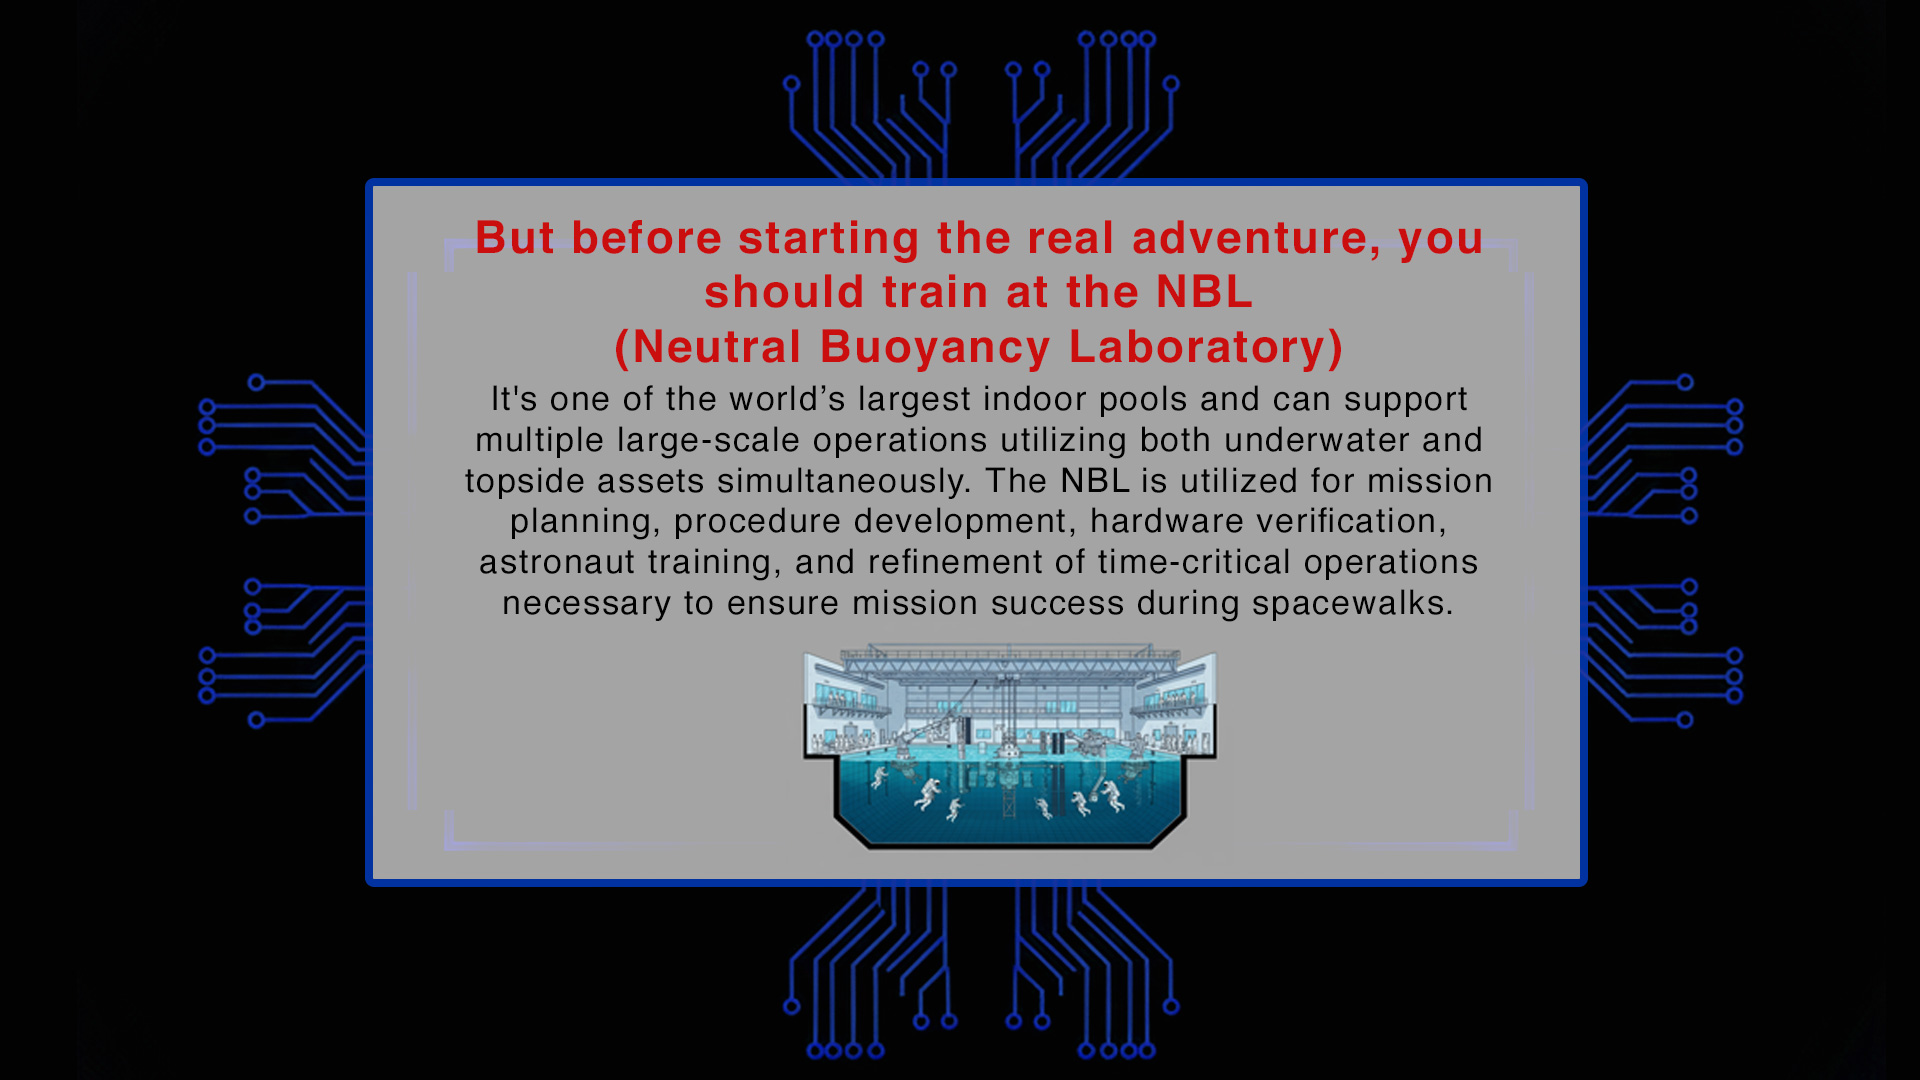 But before starting the real adventure, you
should train at the NBL
(Neutral Buoyancy Laboratory)
It's one of the world’s largest indoor pools and can support
multiple large-scale operations utilizing both underwater and
topside assets simultaneously. The NBL is utilized for mission
planning, procedure development, hardware verification,
astronaut training, and refinement of time-critical operations
necessary to ensure mission success during spacewalks.